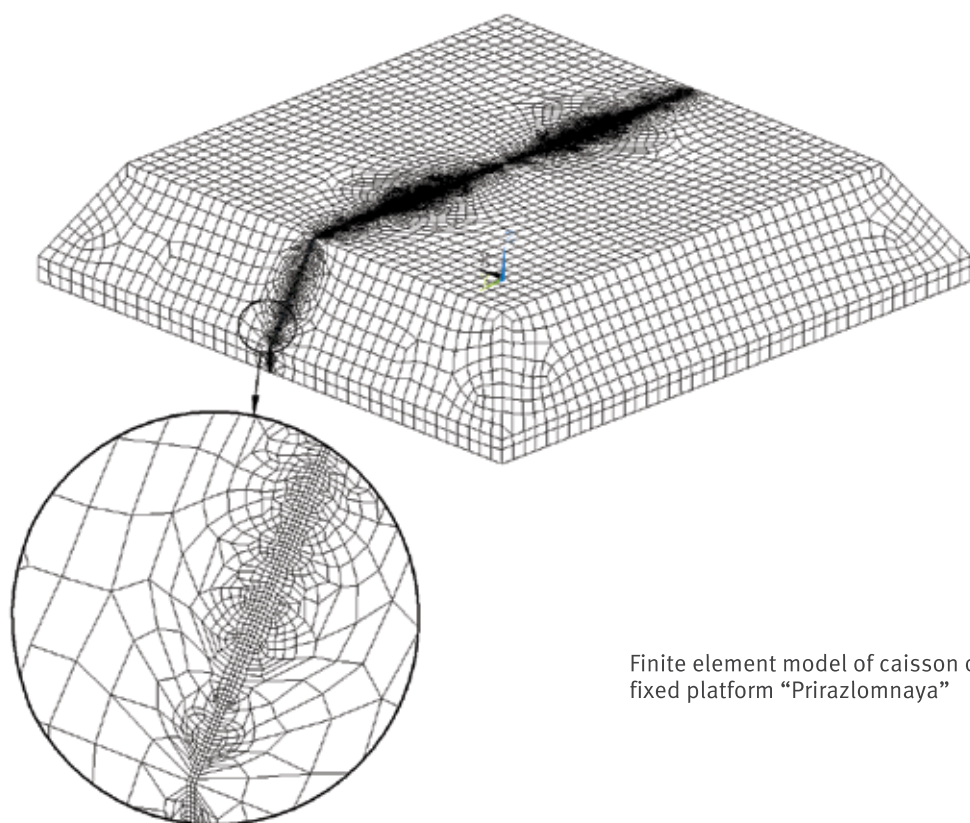 Finite element model of caisson
fixed platform “Prirazlomnaya”